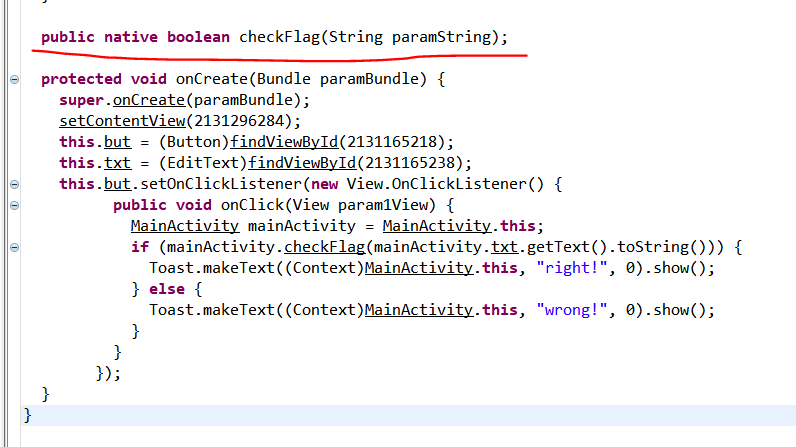 public native boolean checkFlag(String paramString);
protected void onCreate(Bundle paramBundle) {
super.onCreate(paramBundle);
setContentView(2131296284);
this.but = (Button)findViewById(2131165218);
this.txt = (EditText)findViewById(2131165238);
this.but.setOnClickListener(new View.OnClickListener() {
public void onClick(View param1View) {
MainActivity mainActivity = MainActivity.this;
if (mainActivity.checkFlag(mainActivity.txt.getText().toString())) {
Toast.makeText((Context)MainActivity.this, "right!", 0).show();
} else {
Toast.makeText((Context)MainActivity.this, "wrong!", 0).show();
}
}
});
}
}